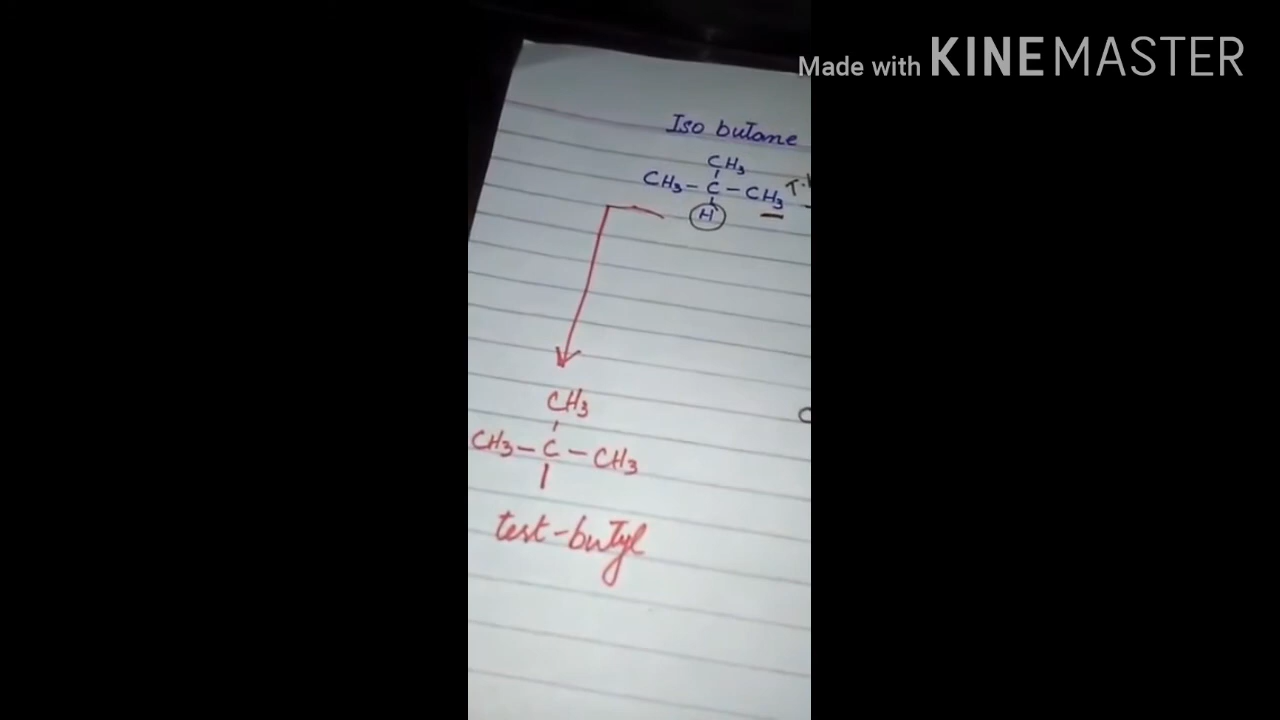 Made with KINEMASTER
Iso butane
CH3
CH3 - C - CH3
H
CH3
CH3 - C - CH3
test-butyl